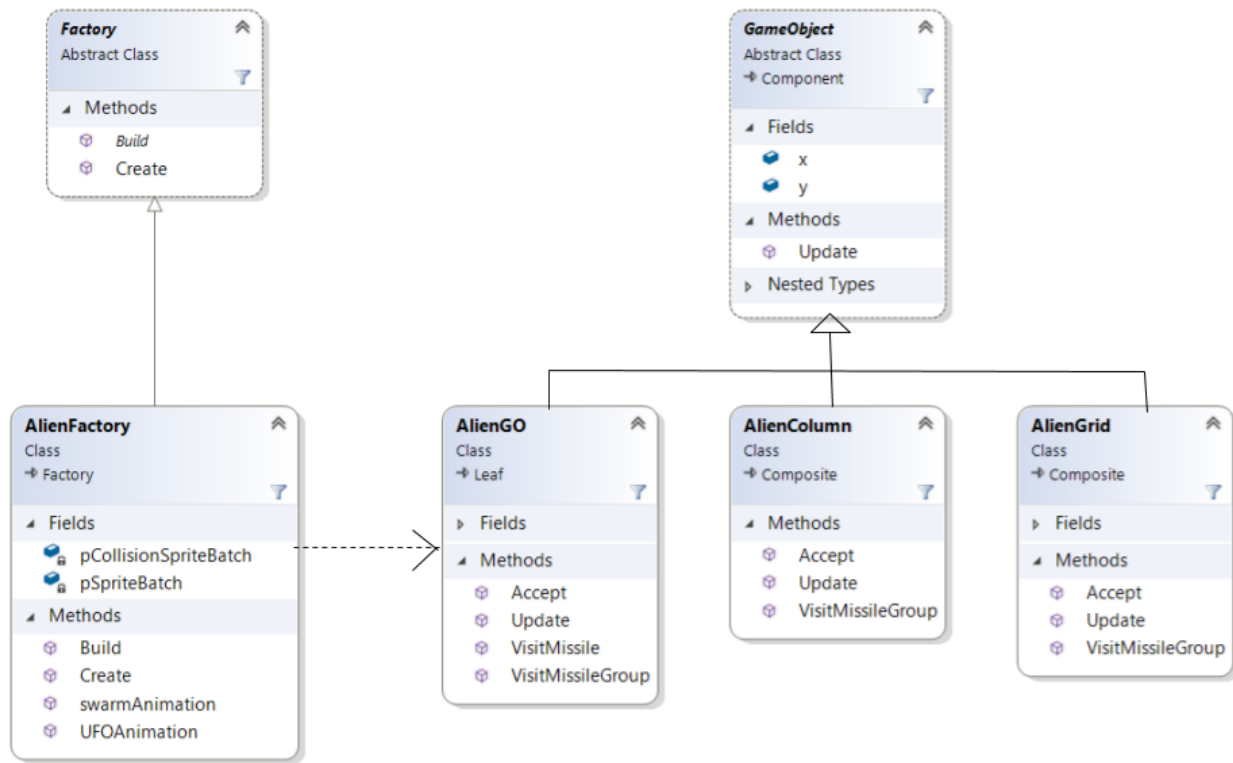 Factory
Abstract Class
Methods
Build
Create
GameObject
Abstract Class
Component
Fields
x
y
Methods
Update
Nested Types
AlienFactory
Class
Factory
Fields
pCollisionSpriteBatch
pSpriteBatch
Methods
Build
Create
swarmAnimation
UFOAnimation
AlienGO
Class
Leaf
Fields
Methods
Accept
Update
VisitMissile
VisitMissileGroup
AlienColumn
Class
Composite
Methods
Accept
Update
VisitMissileGroup
AlienGrid
Class
Composite
Fields
Methods
Accept
Update
VisitMissileGroup